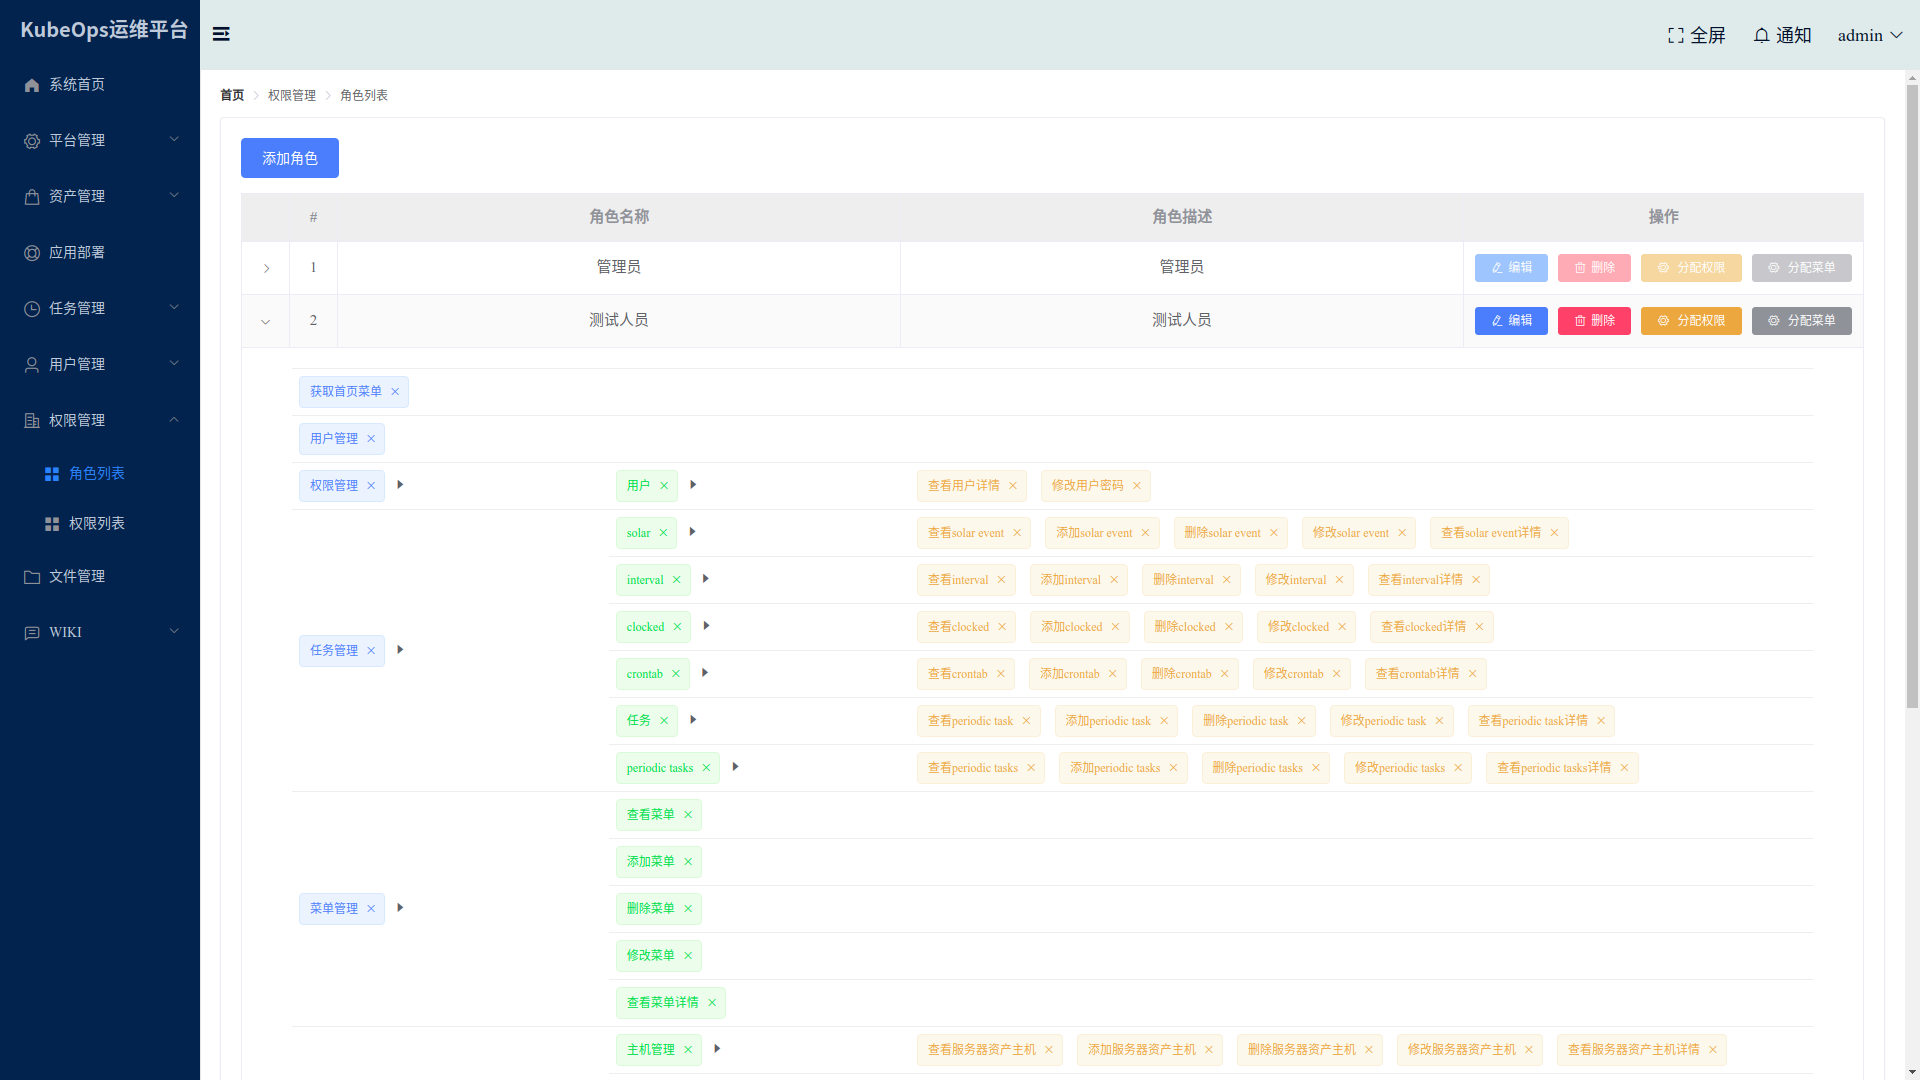 KubeOps运维平台
全屏
通知
admin
系统首页
平台管理
资产管理
应用部署
任务管理
用户管理
权限管理
角色列表
权限列表
文件管理
WIKI
首页 权限管理 角色列表
添加角色
# 角色名称 角色描述 操作
1 管理员 管理员 编辑 删除 分配权限 分配菜单
2 测试人员 测试人员 编辑 删除 分配权限 分配菜单
获取首页菜单
用户管理
权限管理 用户 查看用户详情 修改用户密码
solar 查看solar event 添加solar event 删除solar event 修改solar event 查看solar event详情
interval 查看interval 添加interval 删除interval 修改interval 查看interval详情
clocked 查看clocked 添加clocked 删除clocked 修改clocked 查看clocked详情
任务管理
crontab 查看crontab 添加crontab 删除crontab 修改crontab 查看crontab详情
任务 查看periodic task 添加periodic task 删除periodic task 修改periodic task 查看periodic task详情
periodic tasks 查看periodic tasks 添加periodic tasks 删除periodic tasks 修改periodic tasks 查看periodic tasks详情
查看菜单
添加菜单
菜单管理 删除菜单
修改菜单
查看菜单详情
主机管理 查看服务器资产主机 添加服务器资产主机 删除服务器资产主机 修改服务器资产主机 查看服务器资产主机详情